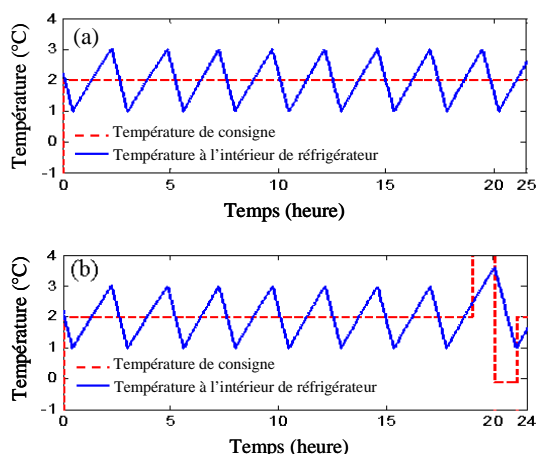 4
(a)
3
2
1
0
-1
Température (°C)
Température de consigne
Température à l'intérieur de réfrigérateur
0 5 10 15 20 25
Temps (heure)
4
(b)
3
2
1
0
-1
Température (°C)
Température de consigne
Température à l'intérieur de réfrigérateur
0 5 10 15 20 24
Temps (heure)